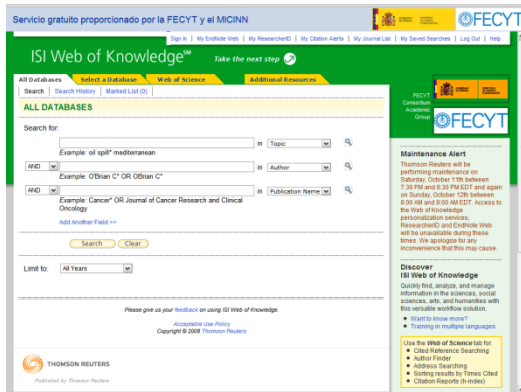 Servicio gratuito proporcionado por la FECYT y el MICINN
FECYT
Sign In | My EndNote Web | My ResearcherID | My Citation Alerts | My Journal List | My Saved Searches | Log Out | Help
ISI Web of Knowledge℠ Take the next step
All Databases Select a Database Web of Science Additional Resources
Search | Search History | Marked List (0)
ALL DATABASES
Search for:
in Topic
Example: oil spill* mediterranean
AND in Author
Example: O'Brian C* OR OBrian C*
AND in Publication Name
Example: Cancer* OR Journal of Cancer Research and Clinical
Oncology
Add Another Field >>
Search Clear
Limit to: All Years
Please give us your feedback on using ISI Web of Knowledge.
Acceptable Use Policy
Copyright © 2008 Thomson Reuters
THOMSON REUTERS
Published by Thomson Reuters
FECYT
Consortium
Academic
Group
FECYT
Maintenance Alert
Thomson Reuters will be
performing maintenance on
Saturday, October 11th between
7:30 PM and 8:30 PM EDT and again
on Sunday, October 12th between
8:00 AM and 9:00 AM EDT. Access to
the Web of Knowledge
personalization services,
ResearcherID and EndNote Web
will be unavailable during these
times. We apologize for any
inconvenience that this may cause.
Discover
ISI Web of Knowledge
Quickly find, analyze, and manage
information in the sciences, social
sciences, arts, and humanities with
this versatile workflow solution.
Want to know more?
Training in multiple languages
Use the Web of Science tab for:
Cited Reference Searching
Author Finder
Address Searching
Sorting results by Times Cited
Citation Reports (h-index)